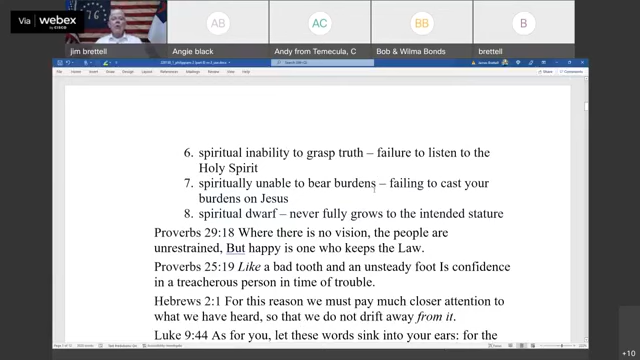 Via webex
BY CISCO
AB
AC
BB
B
jim brettell
Angie black
Andy from Temecula, C
Bob & Wilma Bonds
brettell
File Home Insert Draw Design Layout References Mailings Review View Help
Share Comments
6. spiritual inability to grasp truth – failure to listen to the
Holy Spirit
7. spiritually unable to bear burdens – failing to cast your
burdens on Jesus
8. spiritual dwarf – never fully grows to the intended stature
Proverbs 29:18 Where there is no vision, the people are
unrestrained, But happy is one who keeps the Law.
Proverbs 25:19 Like a bad tooth and an unsteady foot Is confidence
in a treacherous person in time of trouble.
Hebrews 2:1 For this reason we must pay much closer attention to
what we have heard, so that we do not drift away from it.
Luke 9:44 As for you, let these words sink into your ears: for the
+10